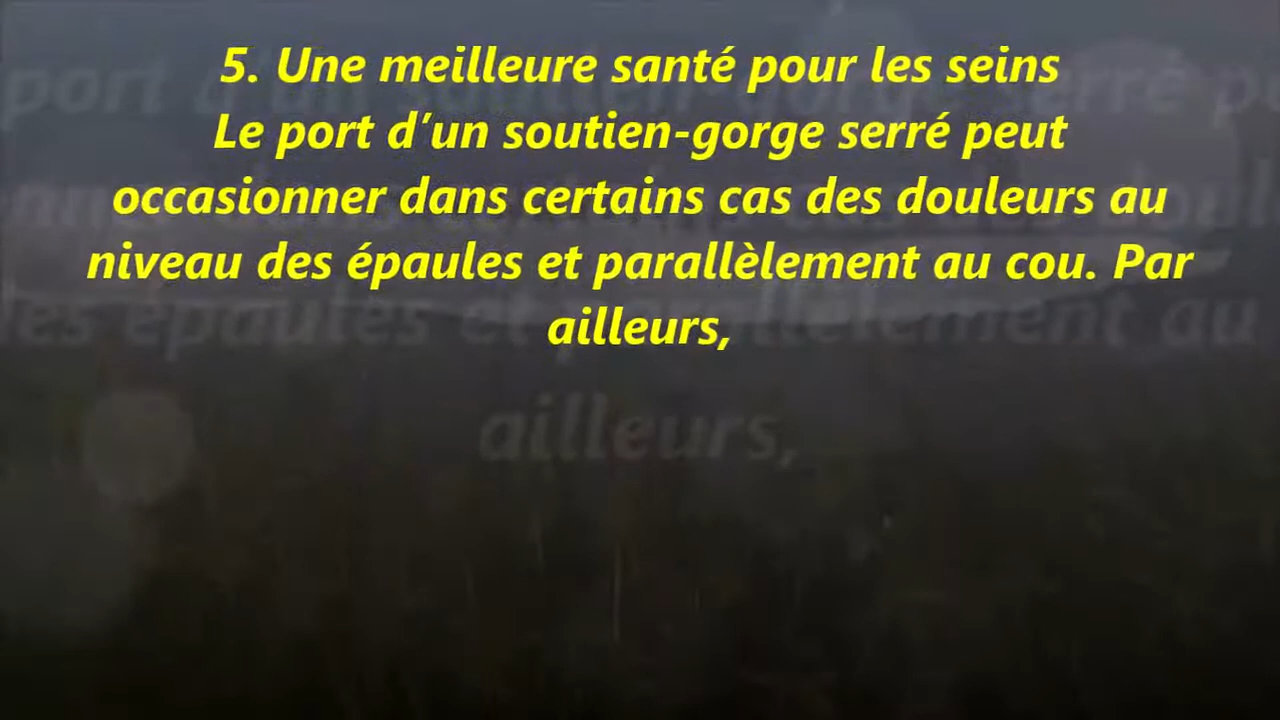 5. Une meilleure santé pour les seins
Le port d’un soutien-gorge serré peut
occasionner dans certains cas des douleurs au
niveau des épaules et parallèlement au cou. Par
ailleurs,